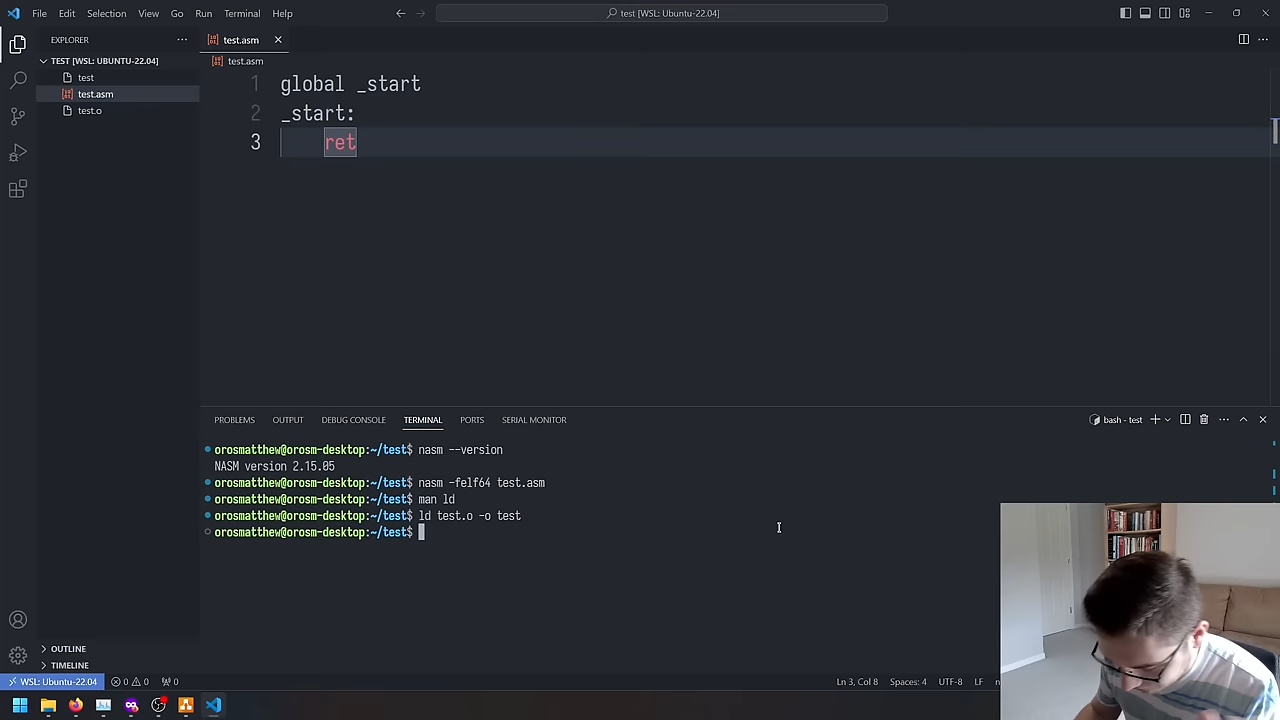 File Edit Selection View Go Run Terminal Help
test [WSL: Ubuntu-22.04]
EXPLORER
TEST [WSL: UBUNTU-22.04]
test
test.asm
test.o
OUTLINE
TIMELINE
test.asm
test.asm
1 global _start
2 _start:
3 ret
PROBLEMS OUTPUT DEBUG CONSOLE TERMINAL PORTS SERIAL MONITOR
bash - test
orosmatthew@orosm-desktop:~/test$ nasm --version
NASM version 2.15.05
orosmatthew@orosm-desktop:~/test$ nasm -felf64 test.asm
orosmatthew@orosm-desktop:~/test$ man ld
orosmatthew@orosm-desktop:~/test$ ld test.o -o test
orosmatthew@orosm-desktop:~/test$
WSL: Ubuntu-22.04 0 0 0
Ln 3, Col 8 Spaces: 4 UTF-8 LF